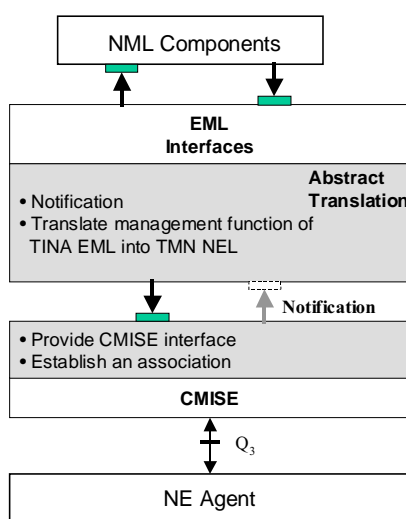 NML Components
EML
Interfaces
Abstract
Translation
• Notification
• Translate management function of
TINA EML into TMN NEL
Notification
• Provide CMISE interface
• Establish an association
CMISE
Q3
NE Agent